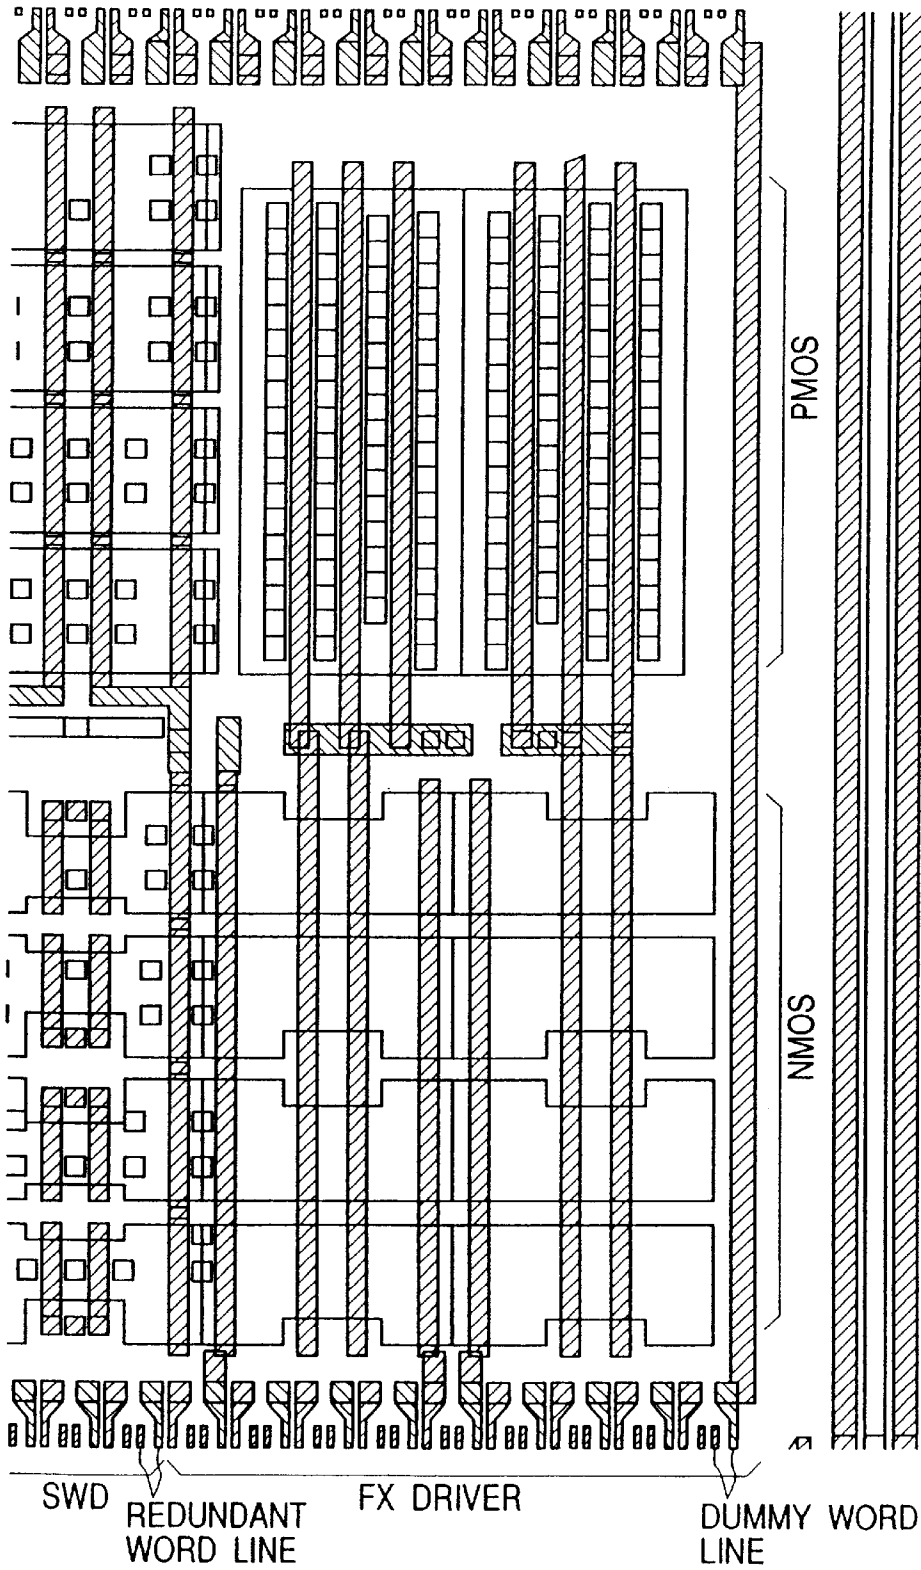 PMOS
NMOS
SWD
REDUNDANT
WORD LINE
FX DRIVER
DUMMY WORD
LINE